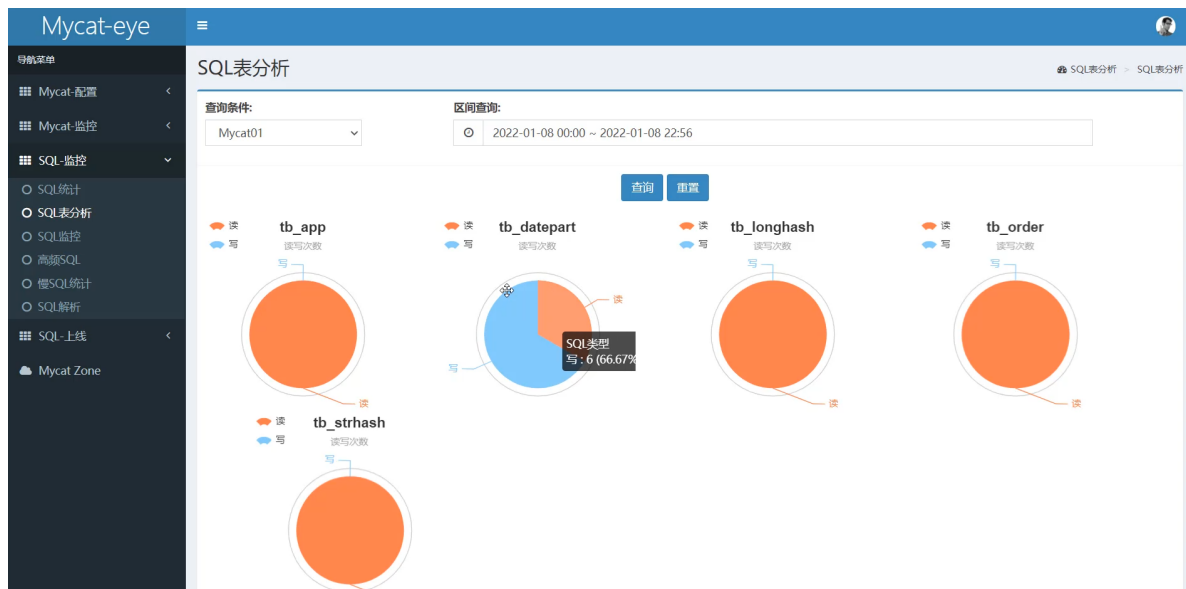 Mycat-eye
导航菜单
Mycat-配置
Mycat-监控
SQL-监控
SQL统计
SQL表分析
SQL监控
高频SQL
慢SQL统计
SQL解析
SQL-上线
Mycat Zone
SQL表分析
SQL表分析 > SQL表分析
查询条件:
区间查询:
Mycat01
2022-01-08 00:00 ~ 2022-01-08 22:56
查询
重置
读
写
tb_app
读写次数
写
读
读
写
tb_datepart
读写次数
读
写
SQL类型
写 : 6 (66.67%
读
写
tb_longhash
读写次数
写
读
读
写
tb_order
读写次数
写
读
读
写
tb_strhash
读写次数
写